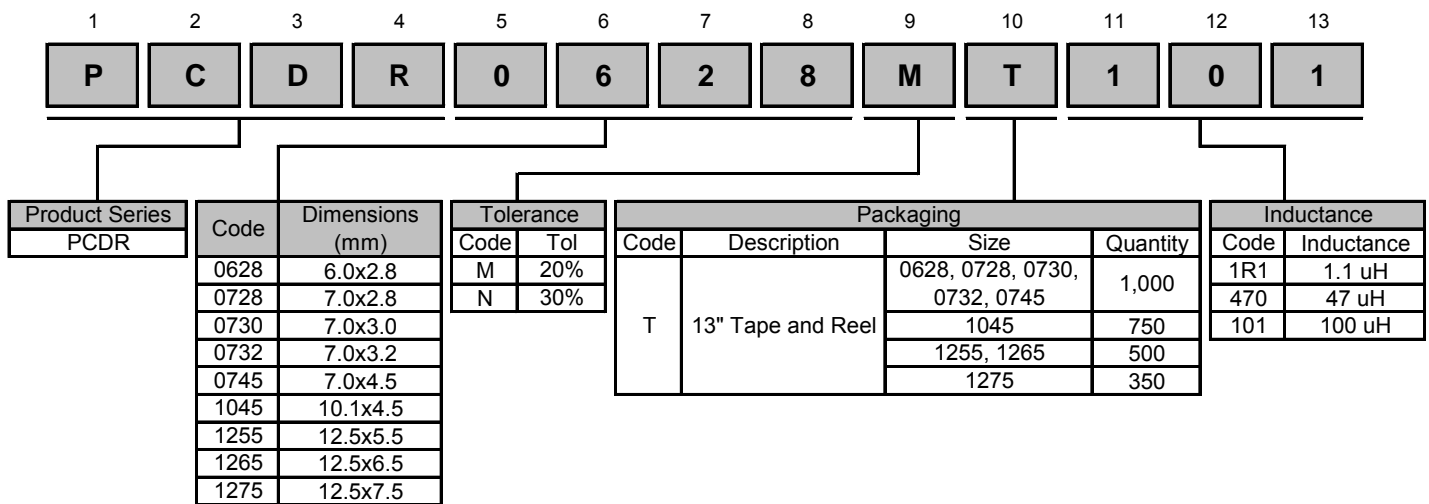 1 2 3 4 5 6 7 8 9 10 11 12 13
P C D R 0 6 2 8 M T 1 0 1
Product Series
PCDR
Code Dimensions (mm)
0628 6.0x2.8
0728 7.0x2.8
0730 7.0x3.0
0732 7.0x3.2
0745 7.0x4.5
1045 10.1x4.5
1255 12.5x5.5
1265 12.5x6.5
1275 12.5x7.5
Tolerance
Code Tol
M 20%
N 30%
Packaging
Code Description Size Quantity
T 13" Tape and Reel
0628, 0728, 0730,
0732, 0745 1,000
1045 750
1255, 1265 500
1275 350
Inductance
Code Inductance
1R1 1.1 uH
470 47 uH
101 100 uH